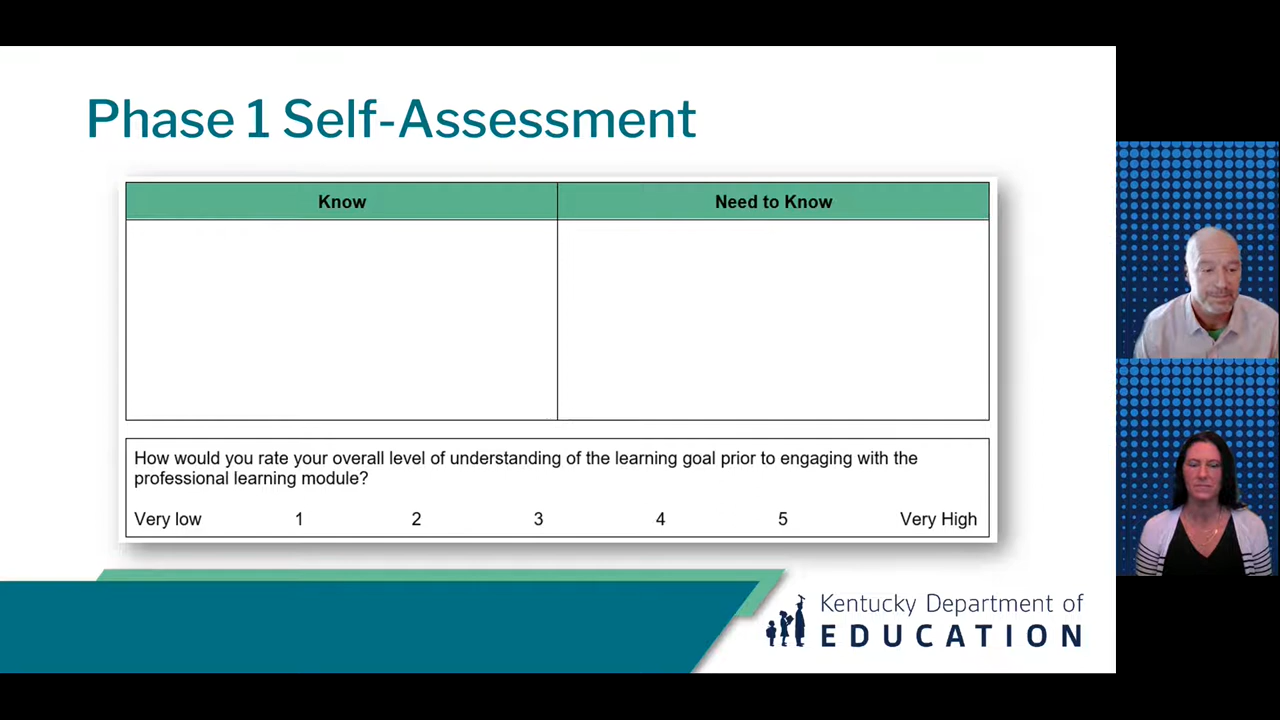 Phase 1 Self-Assessment
Know Need to Know
How would you rate your overall level of understanding of the learning goal prior to engaging with the
professional learning module?
Very low 1 2 3 4 5 Very High
Kentucky Department of
EDUCATION